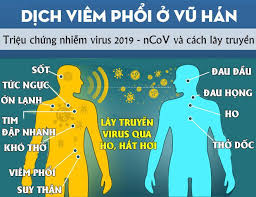 DỊCH VIÊM PHỔI Ở VŨ HÁN
Triệu chứng nhiễm virus 2019 - nCoV và cách lây truyền
SỐT
TỨC NGỰC
ỚN LẠNH
TIM
ĐẬP NHANH
KHÓ THỞ
VIÊM PHỔI
SUY THẬN
LÂY TRUYỀN
VIRUS QUA
HO, HẮT HƠI
ĐAU ĐẦU
ĐAU HỌNG
HO
THỞ DỐC